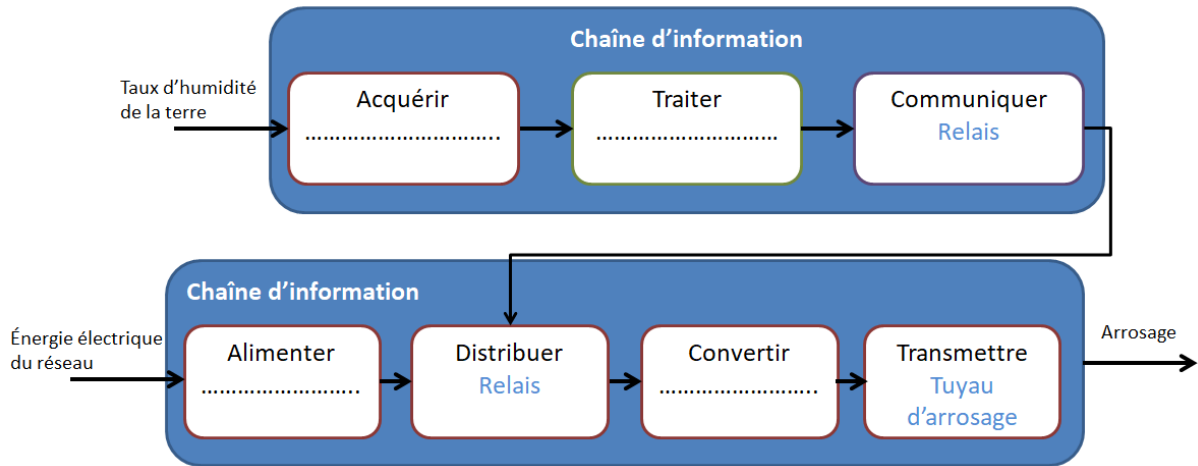 Chaîne d’information
Taux d’humidité
de la terre
Acquérir
…………………………..
Traiter
…………………………
Communiquer
Relais
Chaîne d’information
Énergie électrique
du réseau
Alimenter
……………………..
Distribuer
Relais
Convertir
……………………..
Transmettre
Tuyau
d’arrosage
Arrosage